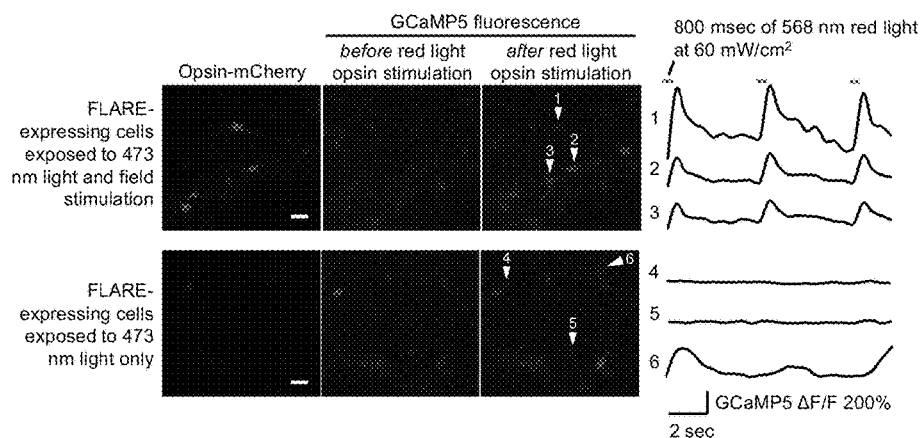 GCaMP5 fluorescence
800 msec of 568 nm red light
at 60 mW/cm²
Opsin-mCherry
before red light
opsin stimulation
after red light
opsin stimulation
FLARE-
expressing cells
exposed to 473
nm light and field
stimulation
1
2
3
1
2
3
FLARE-
expressing cells
exposed to 473
nm light only
4
6
5
4
5
6
GCaMP5 ΔF/F 200%
2 sec